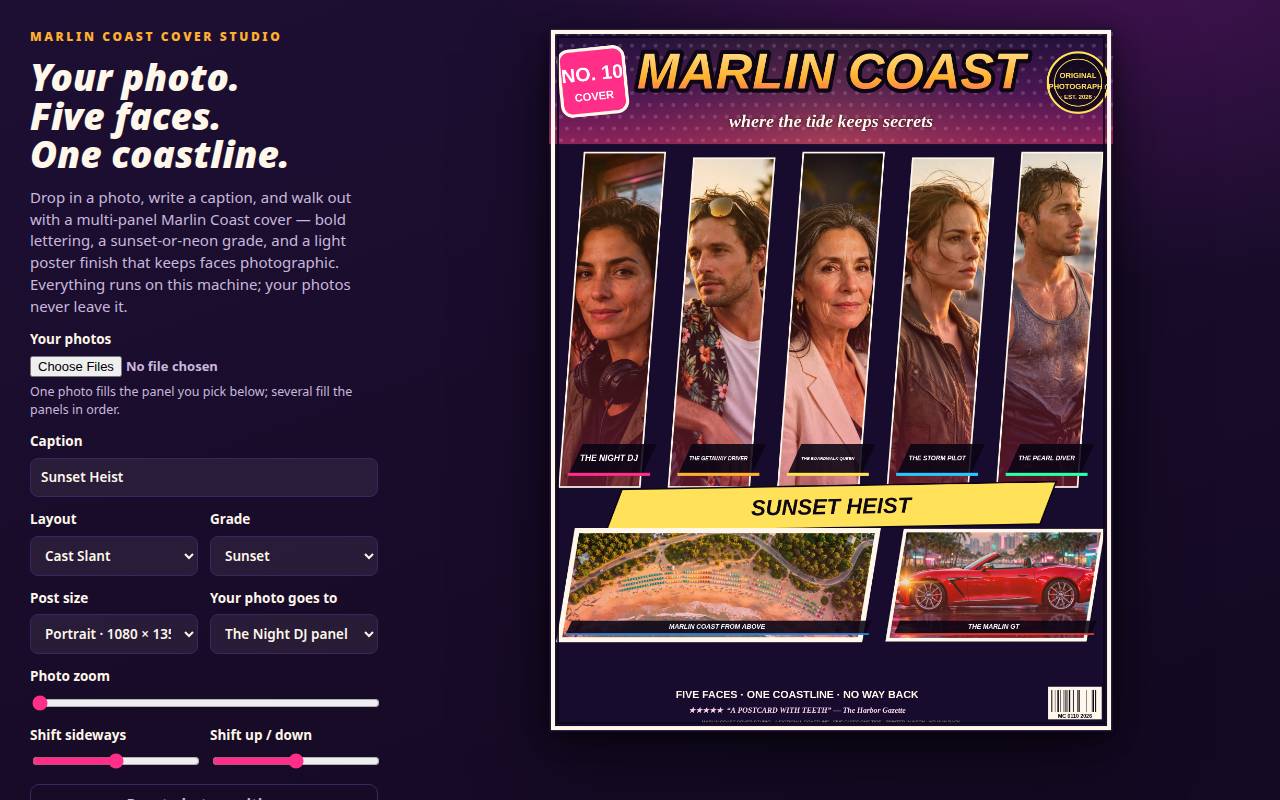 MARLIN COAST COVER STUDIO
Your photo.
Five faces.
One coastline.
Drop in a photo, write a caption, and walk out
with a multi-panel Marlin Coast cover — bold
lettering, a sunset-or-neon grade, and a light
poster finish that keeps faces photographic.
Everything runs on this machine; your photos
never leave it.
Your photos
Choose Files No file chosen
One photo fills the panel you pick below; several fill the
panels in order.
Caption
Sunset Heist
Layout Grade
Cast Slant Sunset
Post size Your photo goes to
Portrait · 1080 × 135 The Night DJ panel
Photo zoom
Shift sideways Shift up / down
NO. 10
COVER
MARLIN COAST
where the tide keeps secrets
ORIGINAL
PHOTOGRAPHY
EST. 2026
THE NIGHT DJ
THE GETAWAY DRIVER
THE BOARDWALK QUEEN
THE STORM PILOT
THE PEARL DIVER
SUNSET HEIST
MARLIN COAST FROM ABOVE
THE MARLIN GT
FIVE FACES · ONE COASTLINE · NO WAY BACK
★★★★★ “A POSTCARD WITH TEETH” — The Harbor Gazette
MC 0110 2026